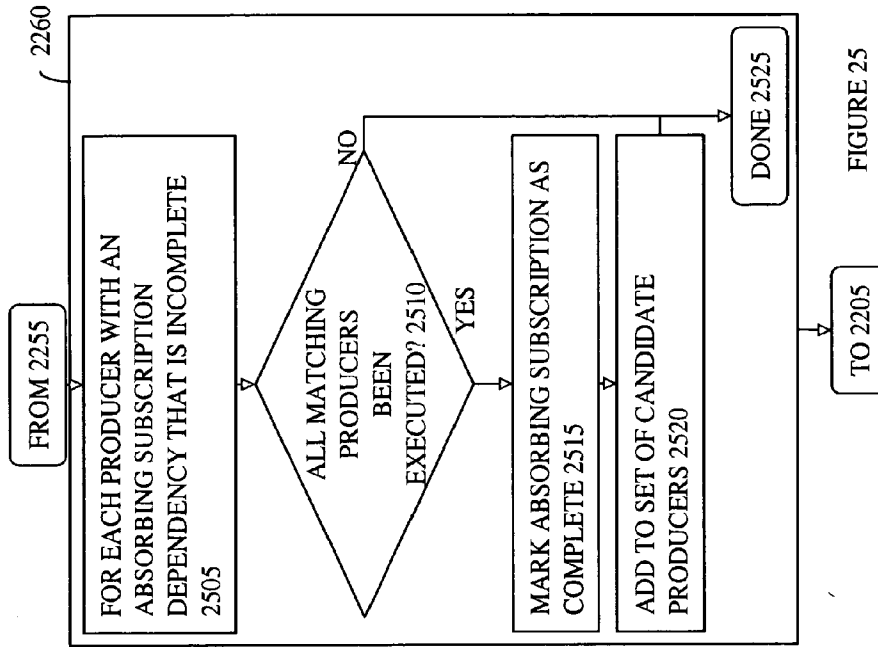 2260
FROM 2255
FOR EACH PRODUCER WITH AN
ABSORBING SUBSCRIPTION
DEPENDENCY THAT IS INCOMPLETE
2505
ALL MATCHING
PRODUCERS
BEEN
EXECUTED? 2510
NO
YES
MARK ABSORBING SUBSCRIPTION AS
COMPLETE 2515
ADD TO SET OF CANDIDATE
PRODUCERS 2520
DONE 2525
TO 2205
FIGURE 25